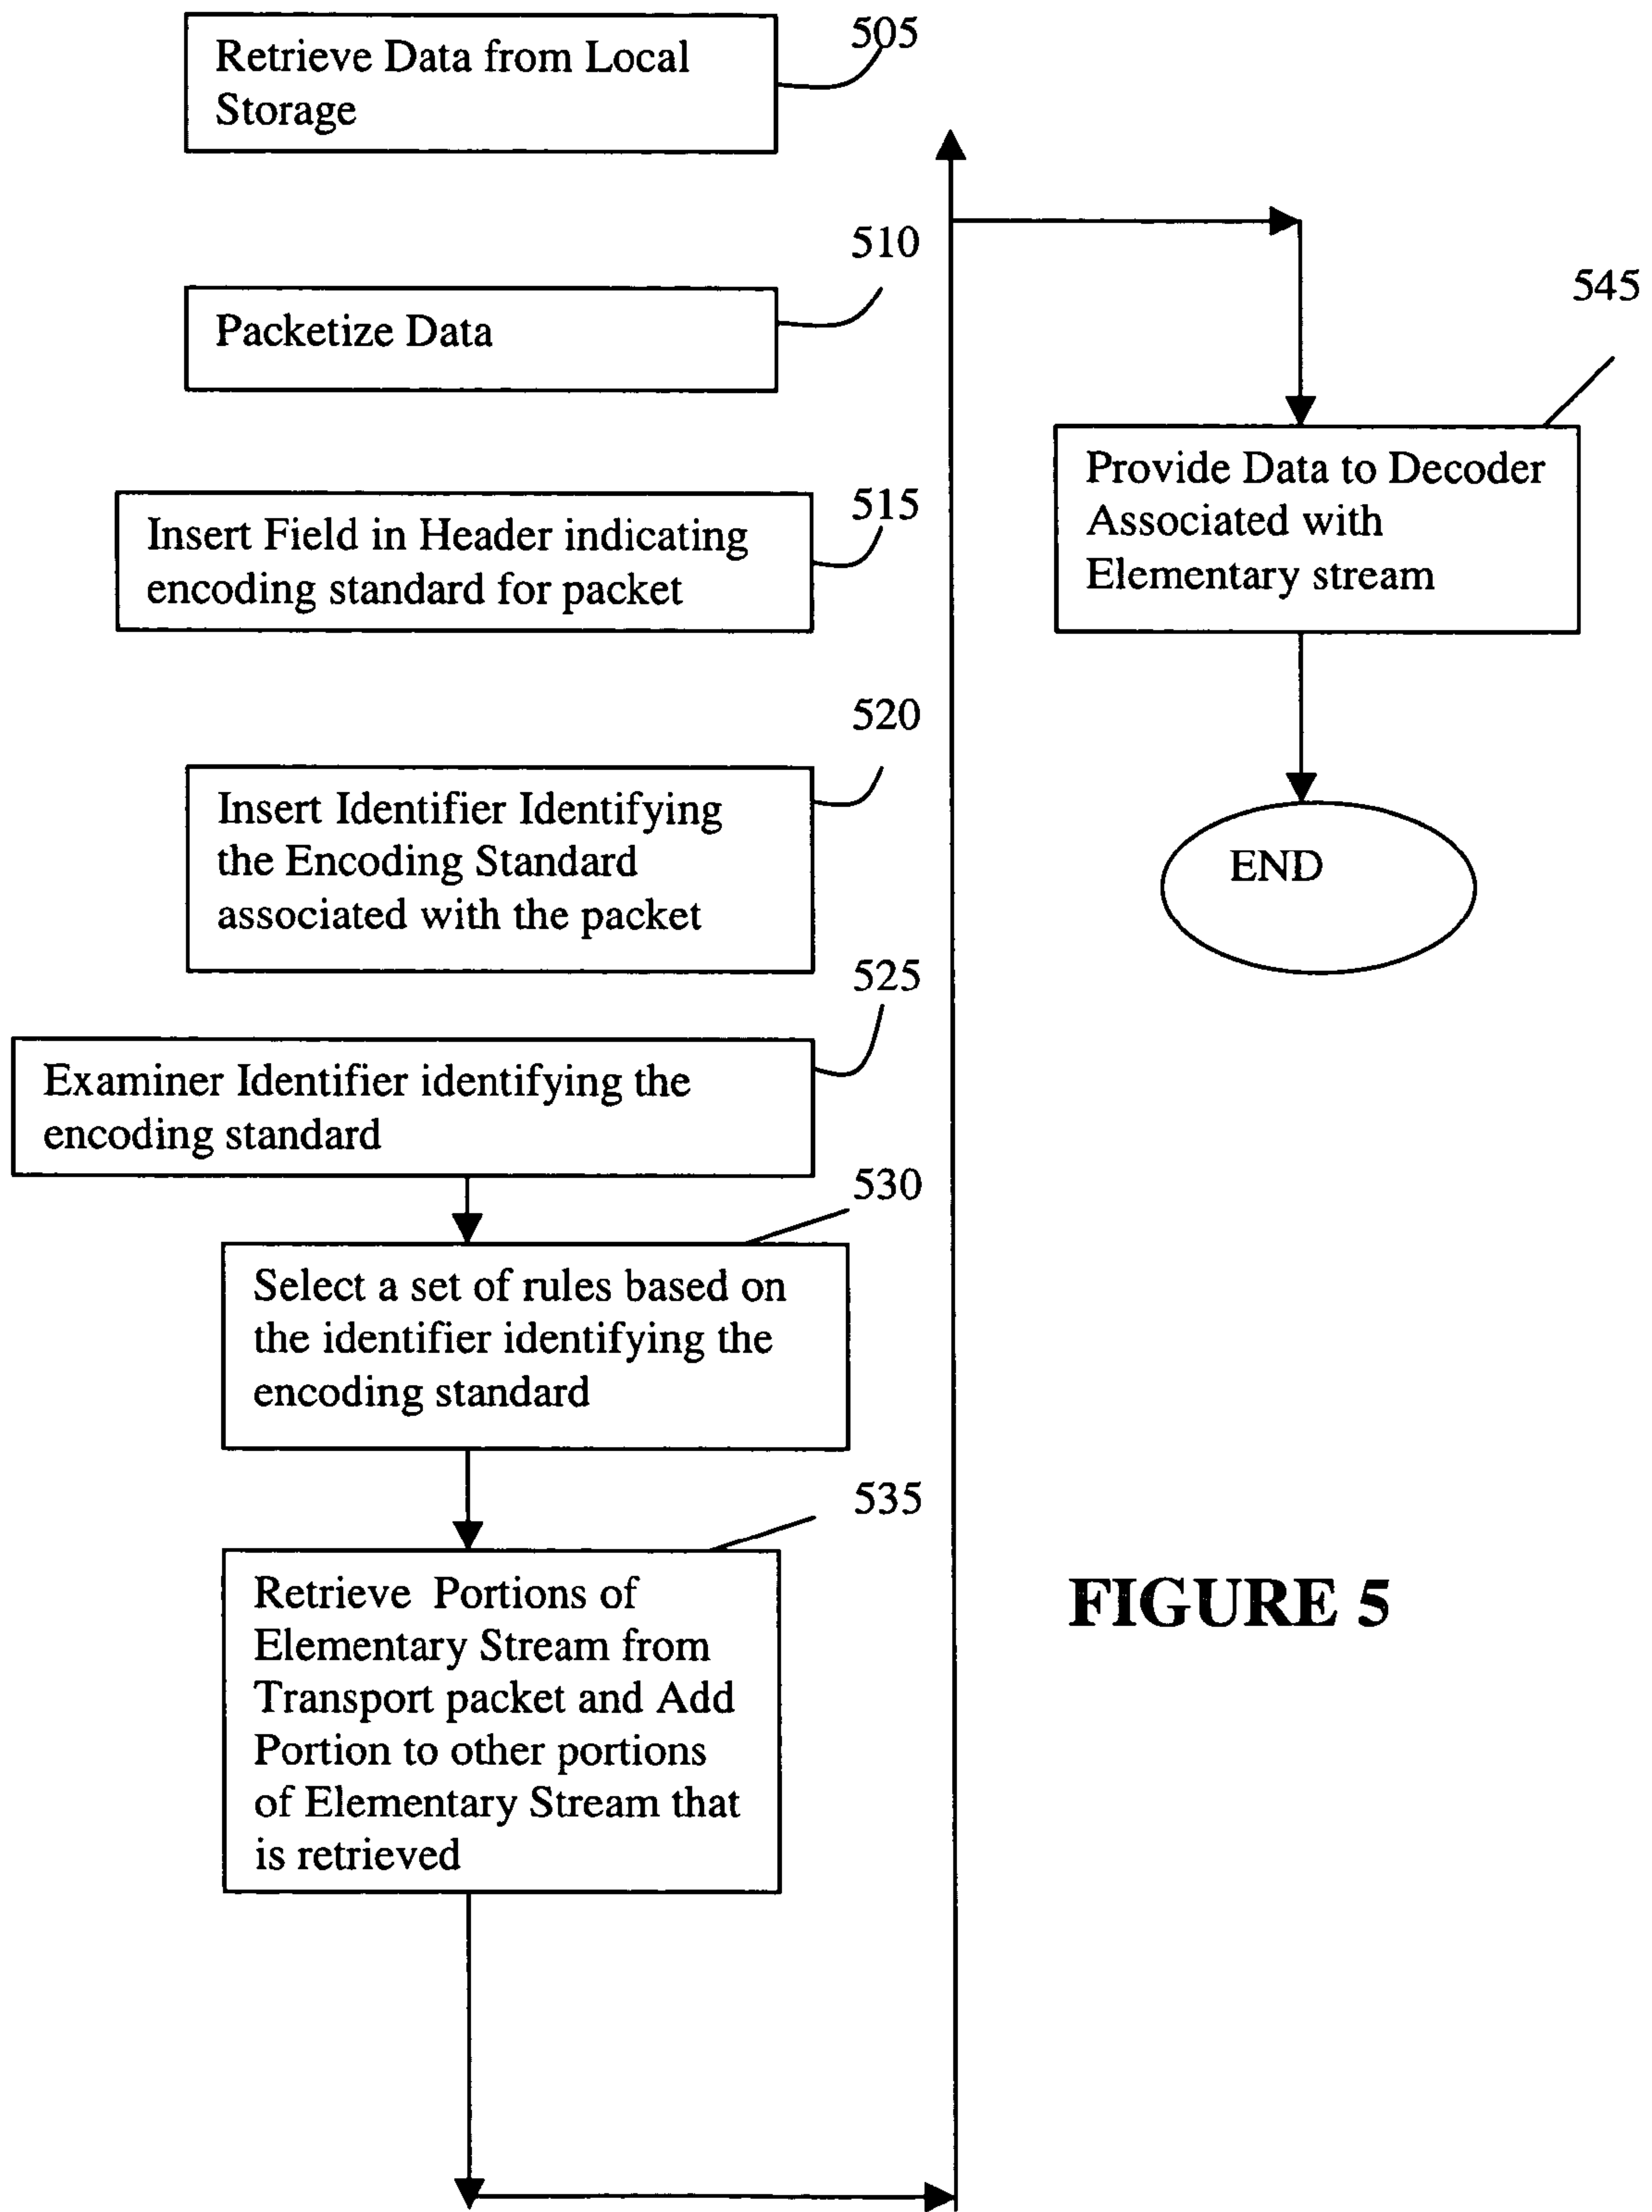 505
Retrieve Data from Local
Storage
510
Packetize Data
515
Insert Field in Header indicating
encoding standard for packet
520
Insert Identifier Identifying
the Encoding Standard
associated with the packet
525
Examiner Identifier identifying the
encoding standard
530
Select a set of rules based on
the identifier identifying the
encoding standard
535
Retrieve Portions of
Elementary Stream from
Transport packet and Add
Portion to other portions
of Elementary Stream that
is retrieved
545
Provide Data to Decoder
Associated with
Elementary stream
END
FIGURE 5